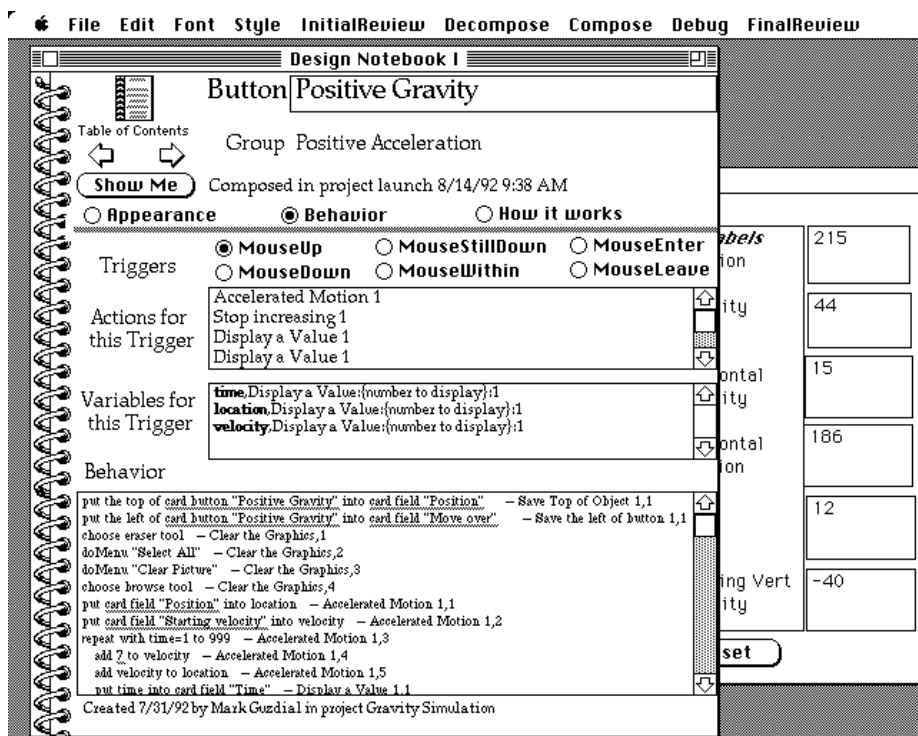 File Edit Font Style InitialReview Decompose Compose Debug FinalReview
Design Notebook I
Button Positive Gravity
Table of Contents
Group Positive Acceleration
Show Me
Composed in project launch 8/14/92 9:38 AM
Appearance Behavior How it works
Triggers
MouseUp MouseStillDown MouseEnter
MouseDown MouseWithin MouseLeave
Actions for
this Trigger
Accelerated Motion 1
Stop increasing 1
Display a Value 1
Display a Value 1
Variables for
this Trigger
time,Display a Value:{number to display}:1
location,Display a Value:{number to display}:1
velocity,Display a Value:{number to display}:1
Behavior
put the top of card button "Positive Gravity" into card field "Position" -- Save Top of Object 1,1
put the left of card button "Positive Gravity" into card field "Move over" -- Save the left of button 1,1
choose eraser tool -- Clear the Graphics,1
doMenu "Select All" -- Clear the Graphics,2
doMenu "Clear Picture" -- Clear the Graphics,3
choose browse tool -- Clear the Graphics,4
put card field "Position" into location -- Accelerated Motion 1,1
put card field "Starting velocity" into velocity -- Accelerated Motion 1,2
repeat with time=1 to 999 -- Accelerated Motion 1,3
add 7 to velocity -- Accelerated Motion 1,4
add velocity to location -- Accelerated Motion 1,5
put time into card field "Time" -- Display a Value 1,1
Created 7/31/92 by Mark Guzdial in project Gravity Simulation
abels
ion
215
ity
44
ontal
ity
15
ontal
ion
186
12
ing Vert
ity
-40
set